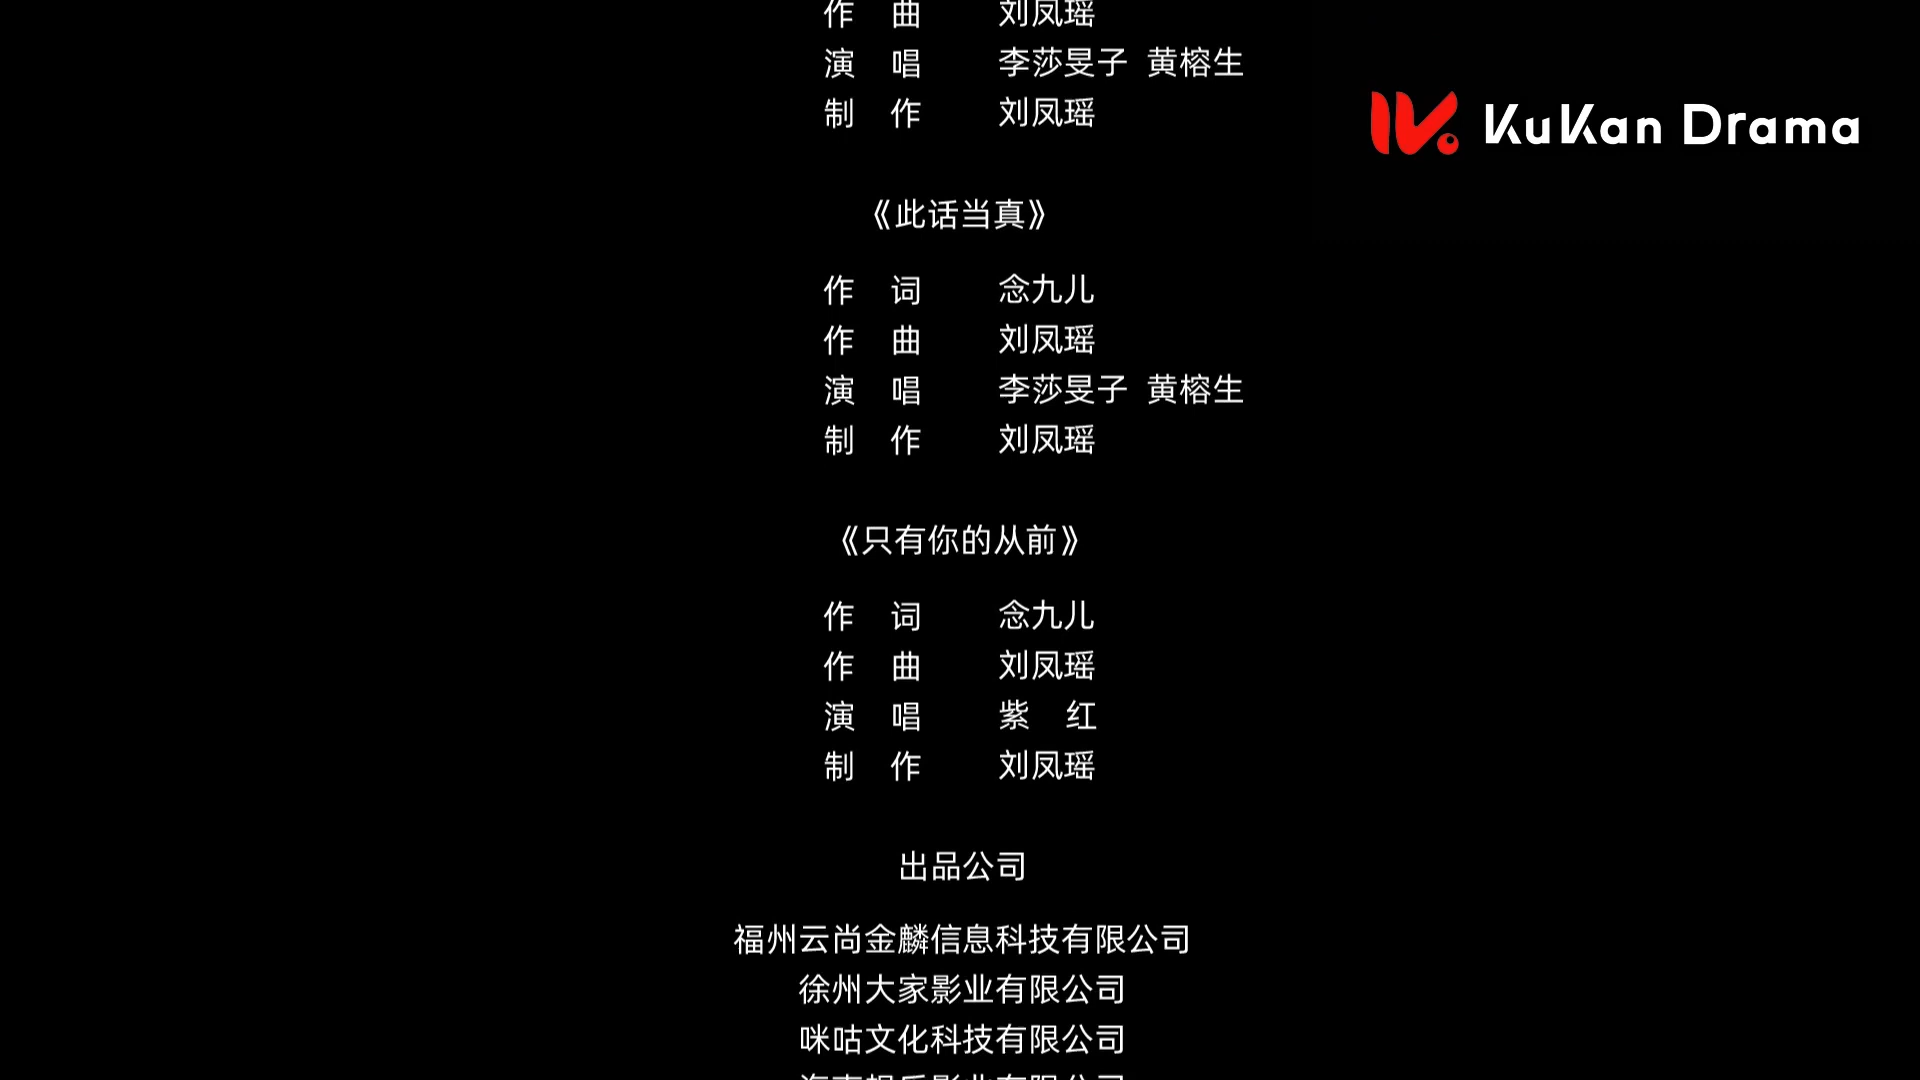 作 曲 刘凤瑶
演 唱 李莎旻子 黄榕生
制 作 刘凤瑶
KuKan Drama
《此话当真》
作 词 念九儿
作 曲 刘凤瑶
演 唱 李莎旻子 黄榕生
制 作 刘凤瑶
《只有你的从前》
作 词 念九儿
作 曲 刘凤瑶
演 唱 紫 红
制 作 刘凤瑶
出品公司
福州云尚金麟信息科技有限公司
徐州大家影业有限公司
咪咕文化科技有限公司